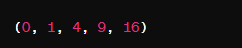 (0, 1, 4, 9, 16)